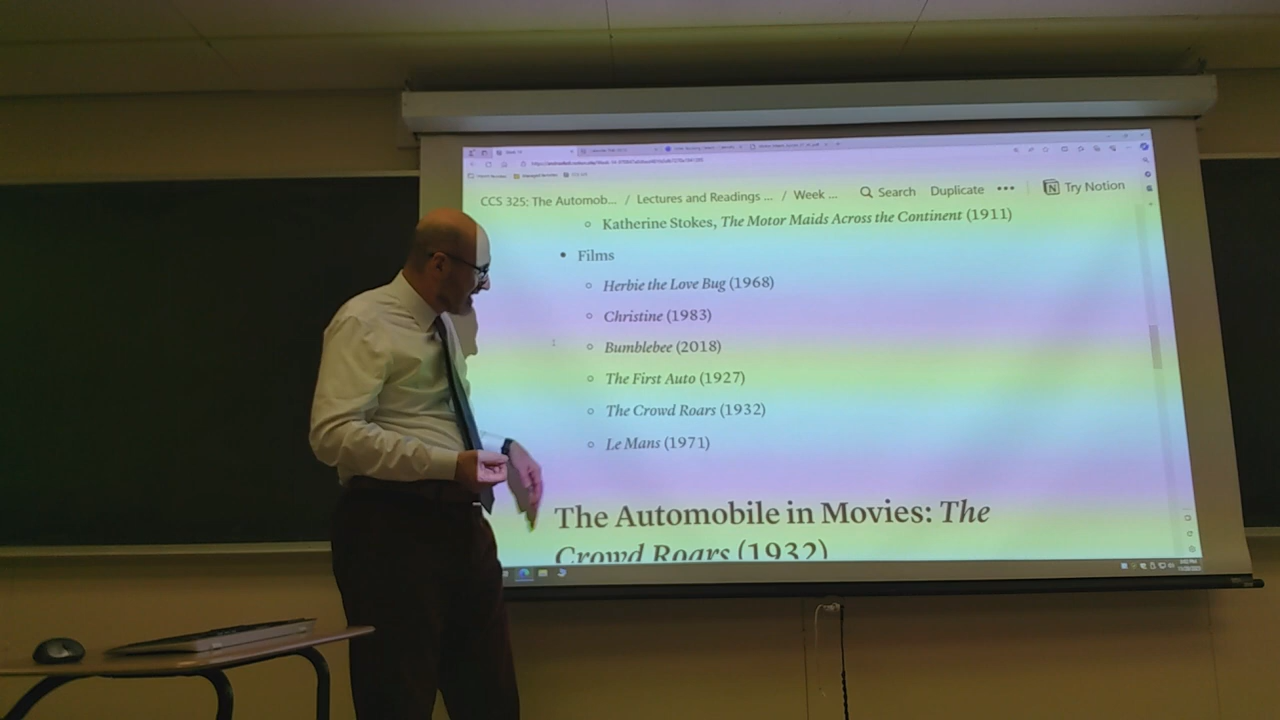 CCS 325: The Automob... / Lectures and Readings ... / Week ... Search Duplicate ••• Try Notion
◦ Katherine Stokes, The Motor Maids Across the Continent (1911)
• Films
◦ Herbie the Love Bug (1968)
◦ Christine (1983)
◦ Bumblebee (2018)
◦ The First Auto (1927)
◦ The Crowd Roars (1932)
◦ Le Mans (1971)
The Automobile in Movies: The
Crowd Roars (1932)